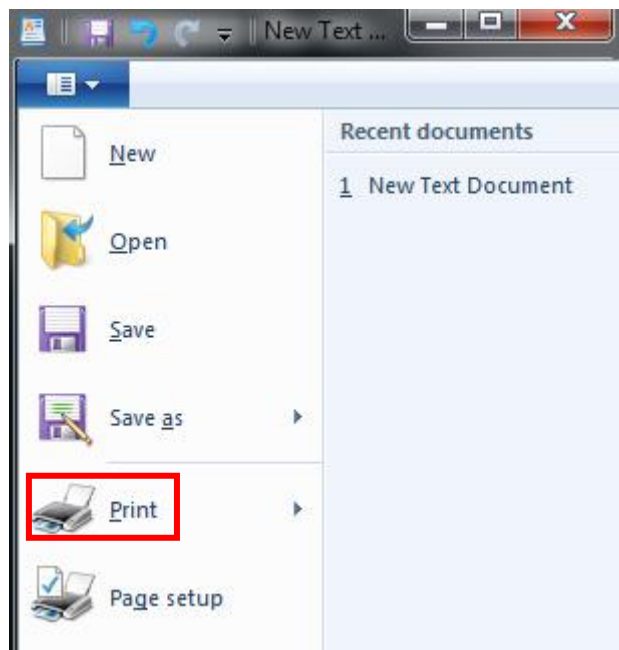 New Text ...
Recent documents
New
1 New Text Document
Open
Save
Save as
Print
Page setup